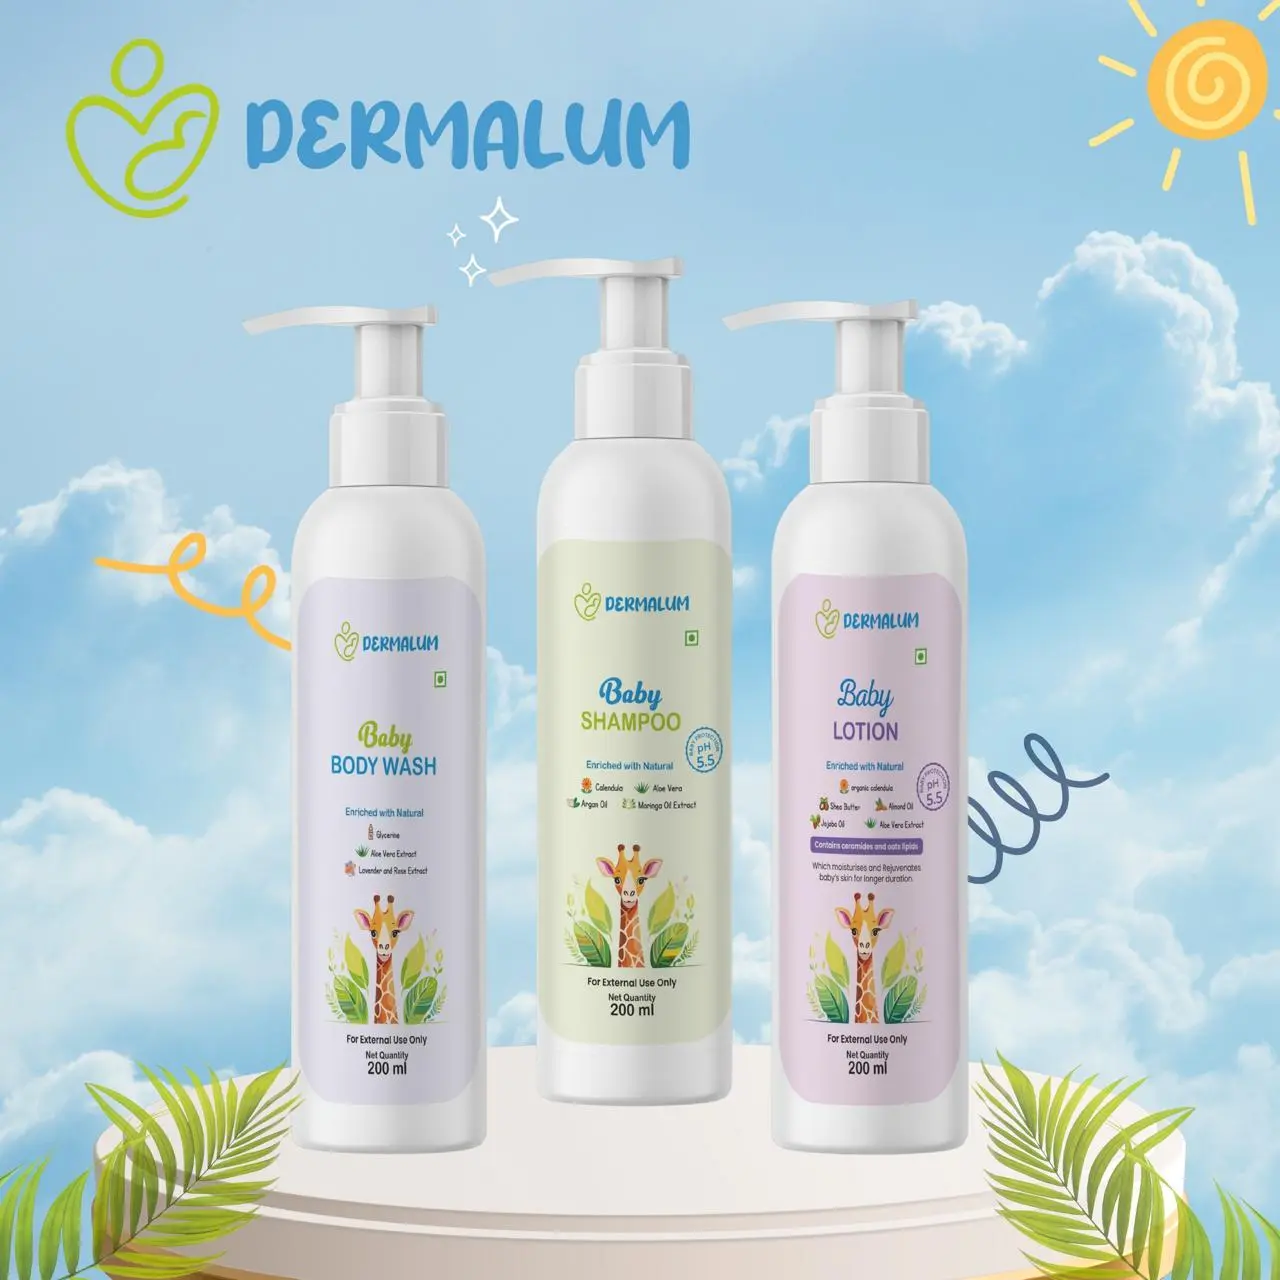 DERMALUM
DERMALUM
Baby
BODY WASH
Enriched with Natural
Glycerine
Aloe Vera Extract
Lavender and Rose Extract
For External Use Only
Net Quantity
200 ml
DERMALUM
Baby
SHAMPOO
BABY PROTECTION
pH
5.5
Enriched with Natural
Calendula Aloe Vera
Argan Oil Moringa Oil Extract
For External Use Only
Net Quantity
200 ml
DERMALUM
Baby
LOTION
BABY PROTECTION
pH
5.5
Enriched with Natural
organic calendula
Shea Butter Almond Oil
Jojoba Oil Aloe Vera Extract
Contains ceramides and oats lipids
Which moisturises and Rejuvenates
baby's skin for longer duration.
For External Use Only
Net Quantity
200 ml